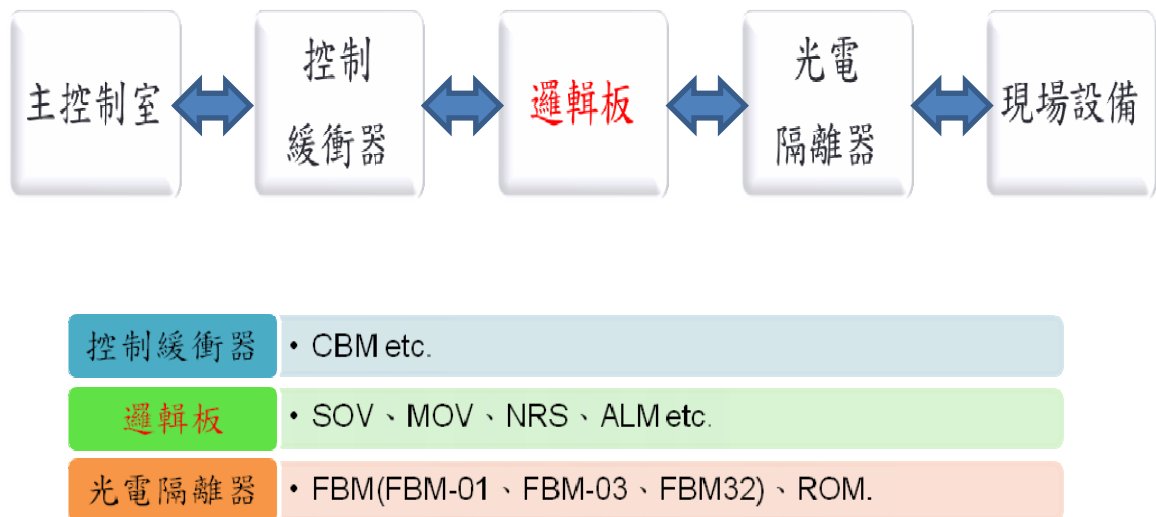 主控制室
控制
緩衝器
邏輯板
光電
隔離器
現場設備
控制緩衝器
• CBM etc.
邏輯板
• SOV、MOV、NRS、ALM etc.
光電隔離器
• FBM(FBM-01、FBM-03、FBM32)、ROM.